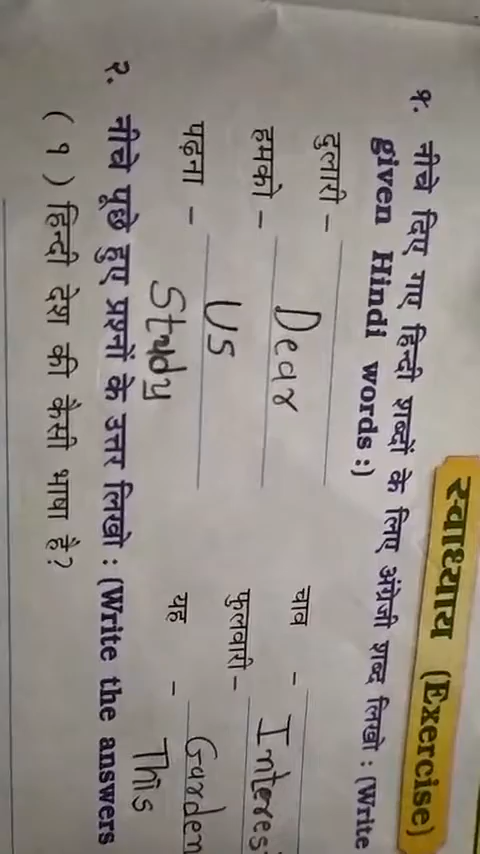 स्वाध्याय (Exercise)
१. नीचे दिए गए हिन्दी शब्दों के लिए अंग्रेजी शब्द लिखो : (Write
given Hindi words :)
दुलारी - Dear चाव - Interes
हमको - US फुलवारी - Garden
पढ़ना - Study यह - This
२. नीचे पूछे हुए प्रश्नों के उत्तर लिखो : (Write the answers
( १ ) हिन्दी देश की कैसी भाषा है?